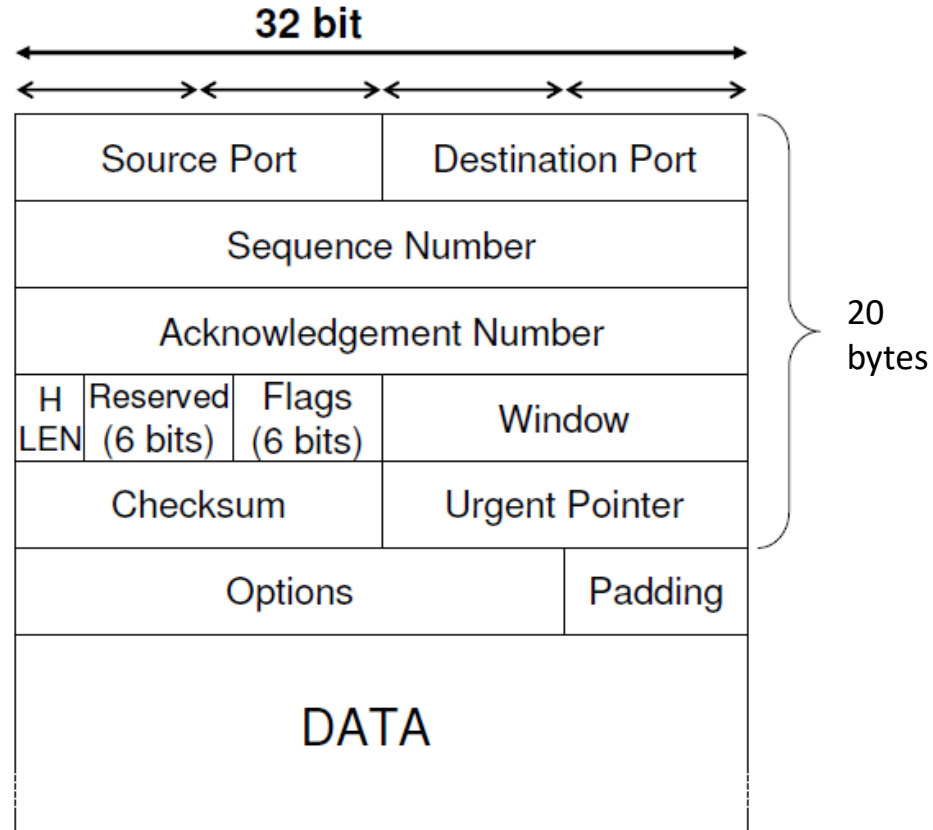 32 bit
Source Port
Destination Port
Sequence Number
Acknowledgement Number
20
bytes
H
LEN
Reserved
(6 bits)
Flags
(6 bits)
Window
Checksum
Urgent Pointer
Options
Padding
DATA